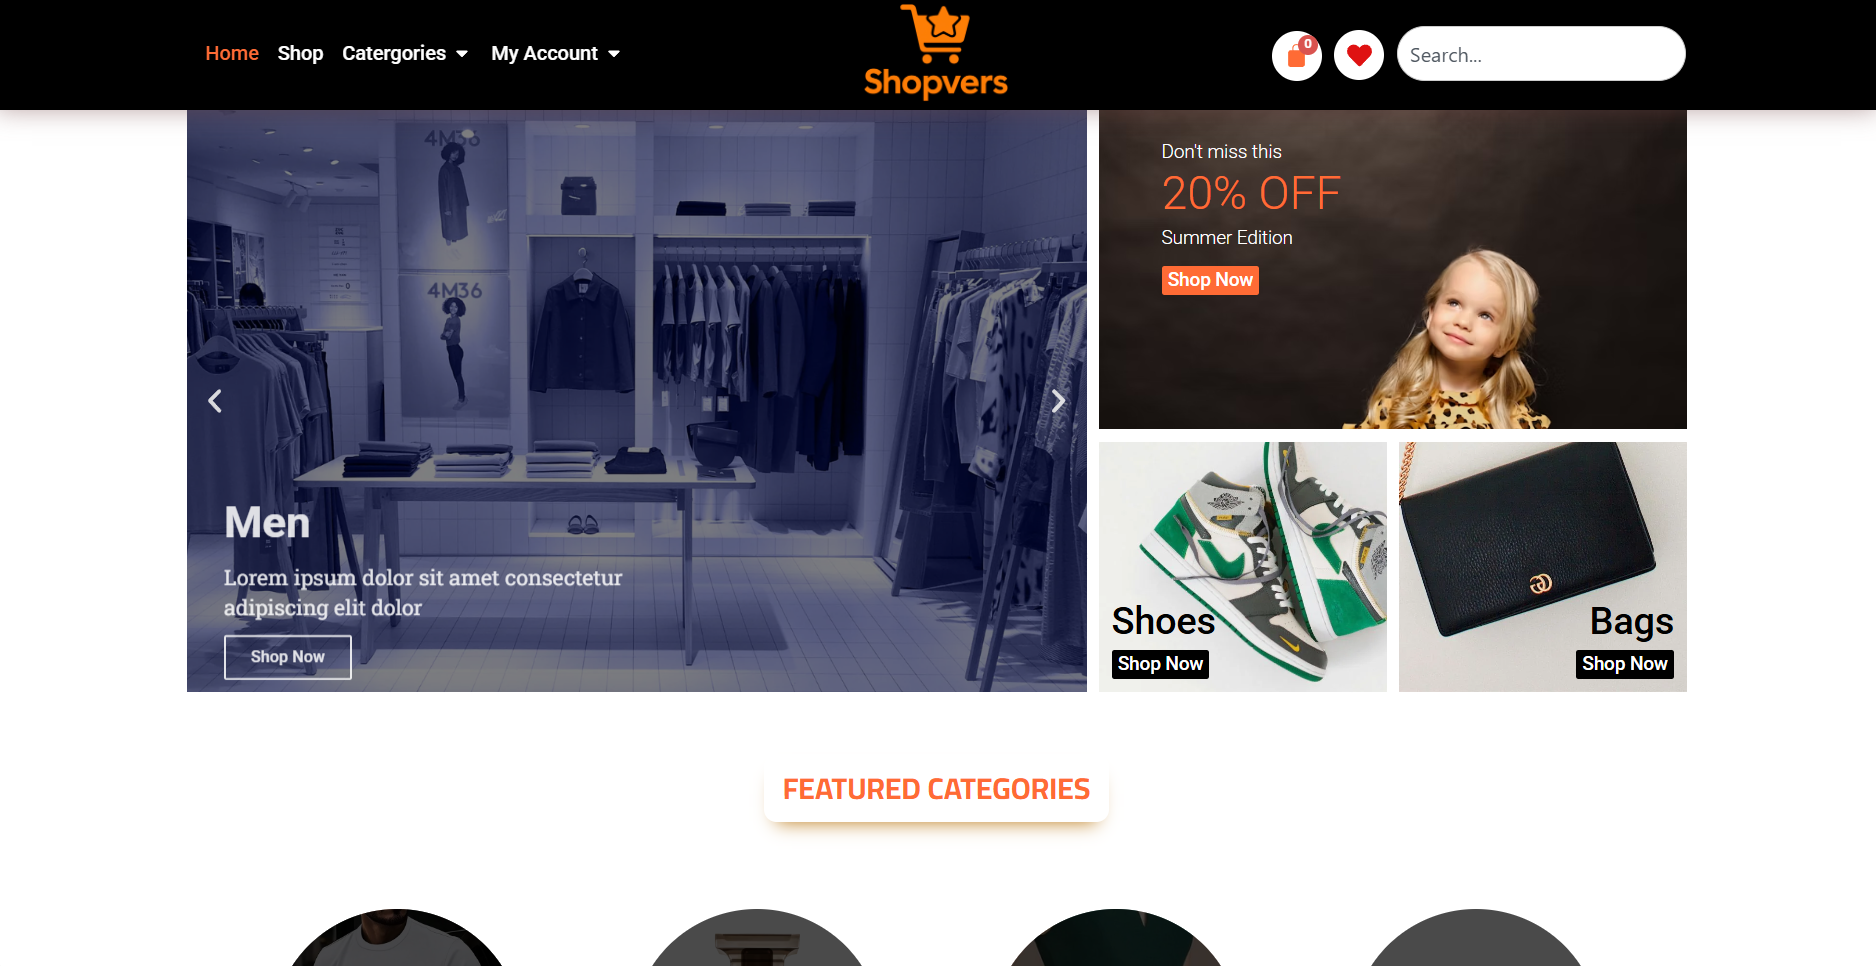 Home
Shop
Catergories
My Account
Shopvers
0
Search...
4M36
4M36
Men
Lorem ipsum dolor sit amet consectetur
adipiscing elit dolor
Shop Now
Don't miss this
20% OFF
Summer Edition
Shop Now
Shoes
Shop Now
Bags
Shop Now
FEATURED CATEGORIES